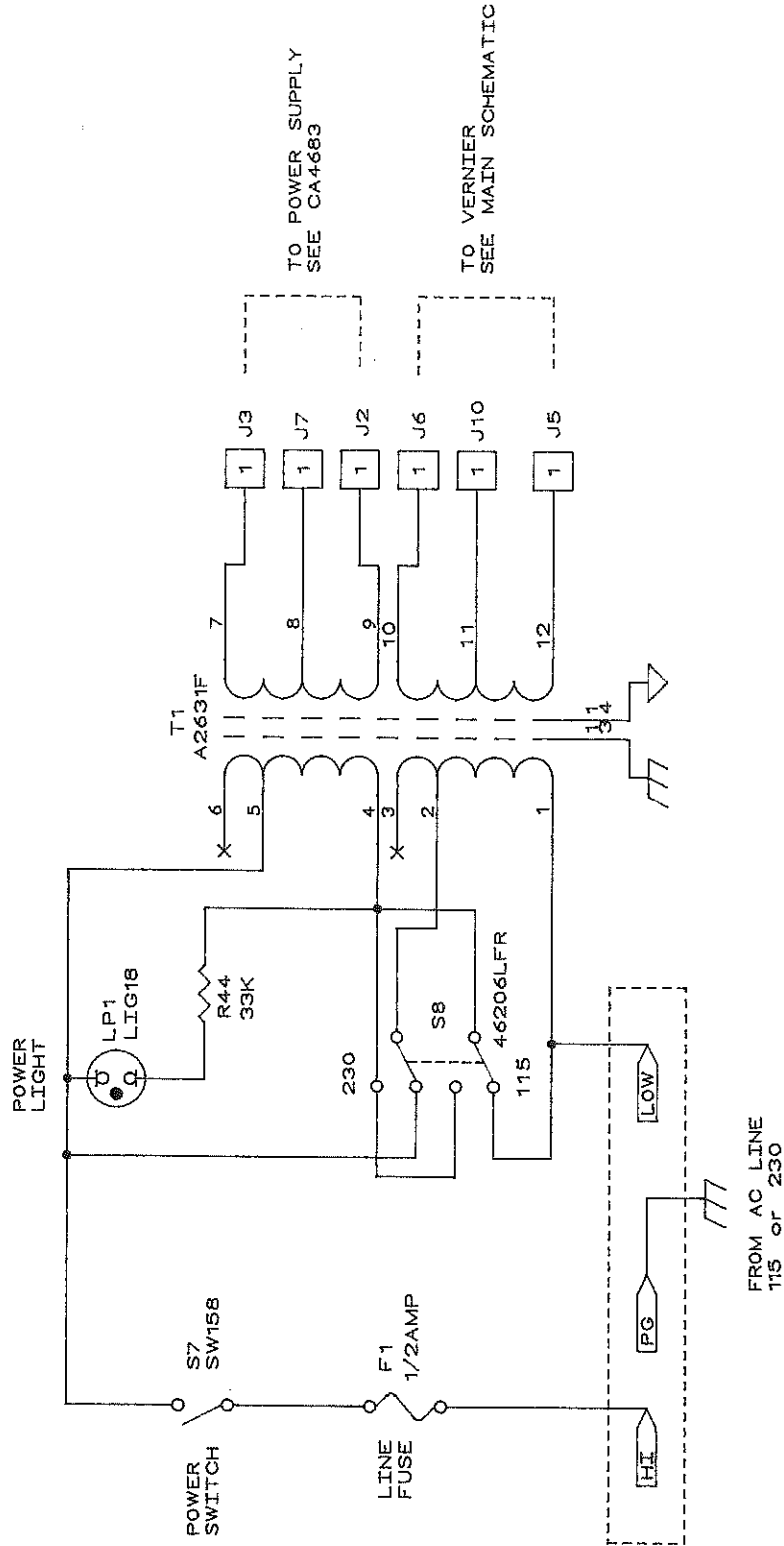 POWER
SWITCH
S7
SW158
LINE
FUSE
F1
1/2AMP
HI
PG
LOW
FROM AC LINE
115 or 230
POWER
LIGHT
LP1
LIG18
R44
33K
230
S8
115
46206LFR
T1
A2631F
6
5
4
3
2
1
7
8
9
10
11
12
13
14
1
J3
1
J7
1
J2
1
J6
1
J10
1
J5
TO POWER SUPPLY
SEE CA4683
TO VERNIER
SEE MAIN SCHEMATIC